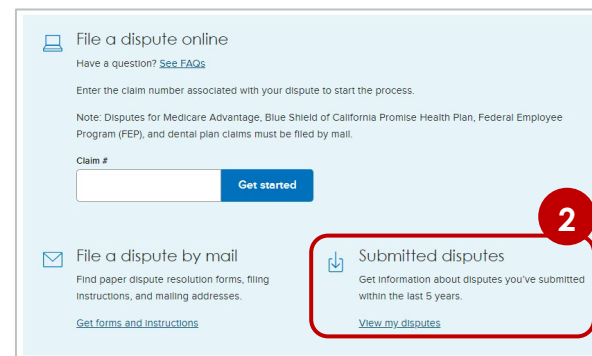 File a dispute online
Have a question? See FAQs
Enter the claim number associated with your dispute to start the process.
Note: Disputes for Medicare Advantage, Blue Shield of California Promise Health Plan, Federal Employee
Program (FEP), and dental plan claims must be filed by mail.
Claim #
Get started
2
File a dispute by mail
Find paper dispute resolution forms, filing
instructions, and mailing addresses.
Get forms and instructions
Submitted disputes
Get information about disputes you've submitted
within the last 5 years.
View my disputes